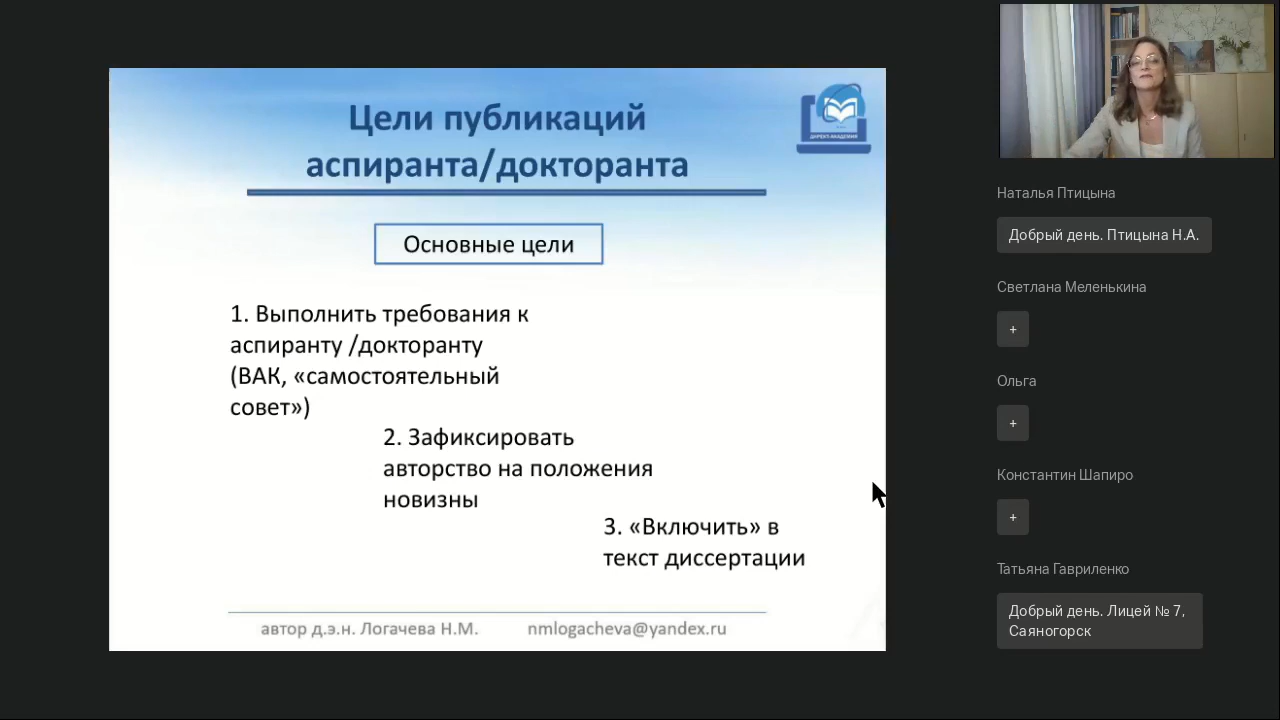 Цели публикаций
аспиранта/докторанта
ДИРЕКТ-АКАДЕМИЯ
Основные цели
1. Выполнить требования к
аспиранту /докторанту
(ВАК, «самостоятельный
совет»)
2. Зафиксировать
авторство на положения
новизны
3. «Включить» в
текст диссертации
автор д.э.н. Логачева Н.М. nmlogacheva@yandex.ru
Наталья Птицына
Добрый день. Птицына Н.А.
Светлана Меленькина
+
Ольга
+
Константин Шапиро
+
Татьяна Гавриленко
Добрый день. Лицей № 7,
Саяногорск